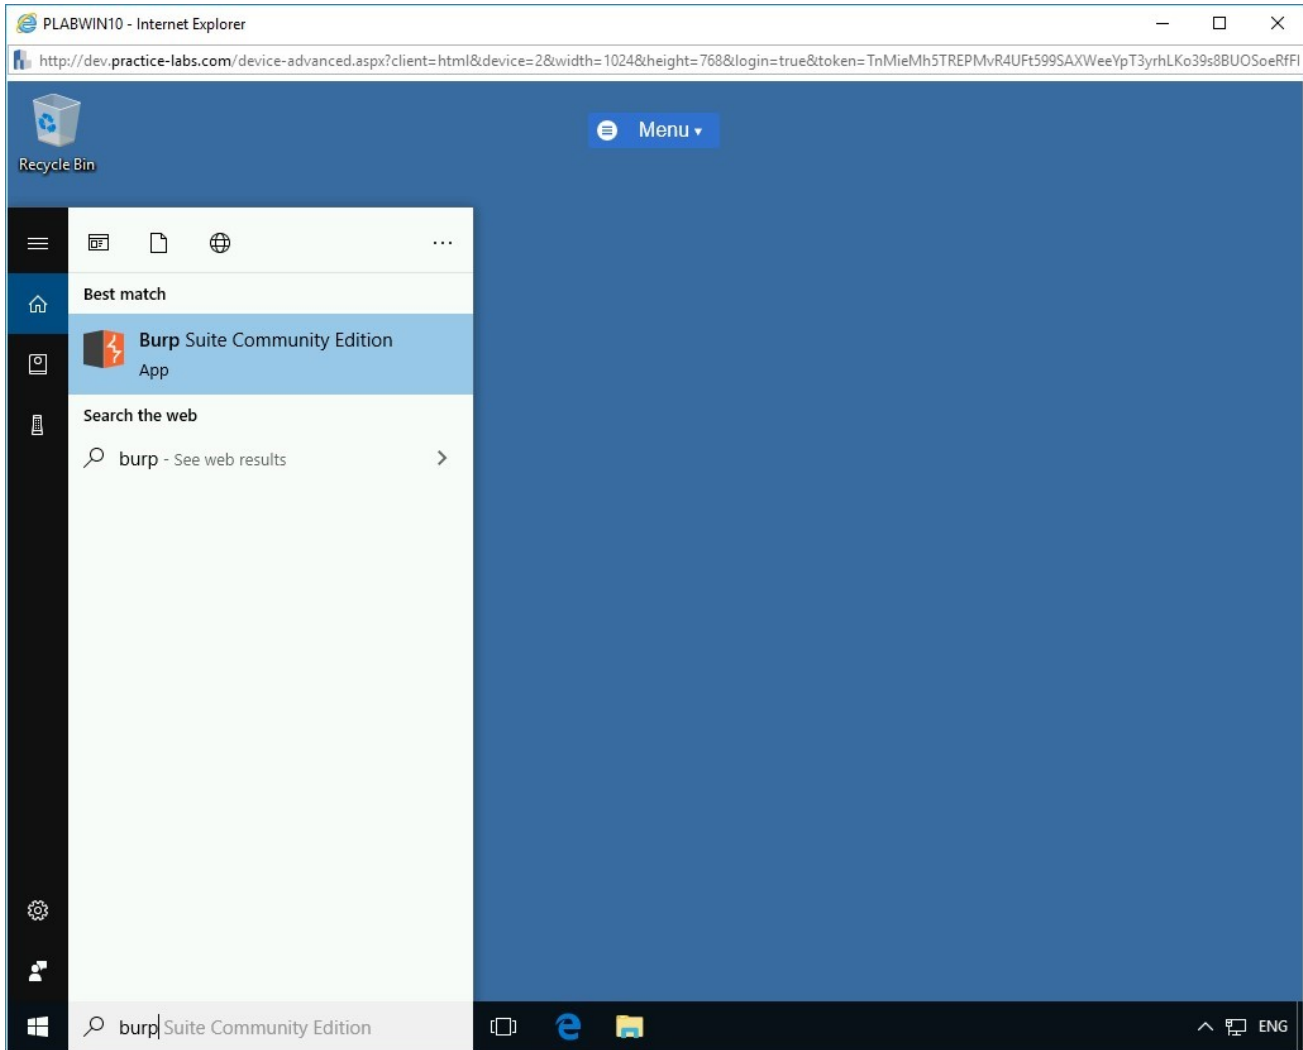 PLABWIN10 - Internet Explorer
http://dev.practice-labs.com/device-advanced.aspx?client=html&device=2&width=1024&height=768&login=true&token=TnMieMh5TREPMvR4UFt599SAXWeeYpT3yrhLKo39s8BUOSoeRfFl
Recycle Bin
Menu
Best match
Burp Suite Community Edition
App
Search the web
burp - See web results
burp Suite Community Edition
ENG